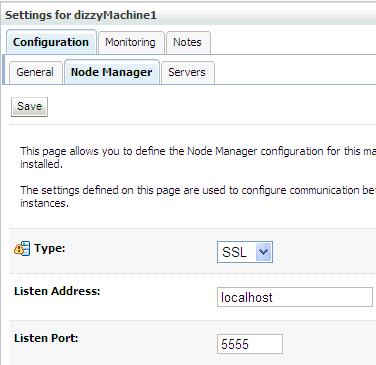 Settings for dizzyMachine1
Configuration Monitoring Notes
General Node Manager Servers
Save
This page allows you to define the Node Manager configuration for this ma
installed.
The settings defined on this page are used to configure communication be
instances.
Type: SSL
Listen Address: localhost
Listen Port: 5555